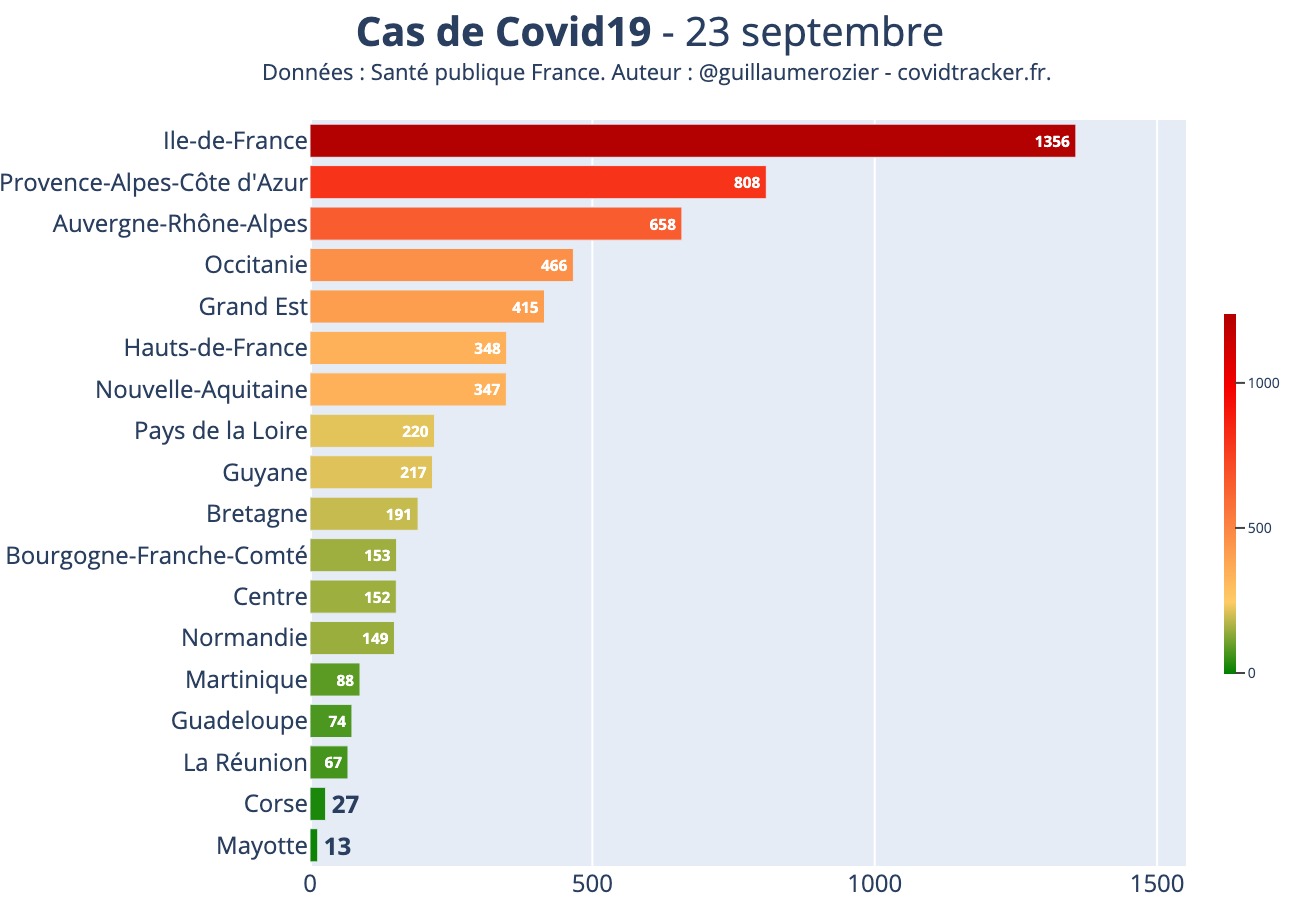 Cas de Covid19 - 23 septembre
Données : Santé publique France. Auteur : @guillaumerozier - covidtracker.fr.
Ile-de-France 1356
Provence-Alpes-Côte d'Azur 808
Auvergne-Rhône-Alpes 658
Occitanie 466
Grand Est 415
Hauts-de-France 348
Nouvelle-Aquitaine 347
Pays de la Loire 220
Guyane 217
Bretagne 191
Bourgogne-Franche-Comté 153
Centre 152
Normandie 149
Martinique 88
Guadeloupe 74
La Réunion 67
Corse 27
Mayotte 13
0 500 1000 1500
1000
500
0